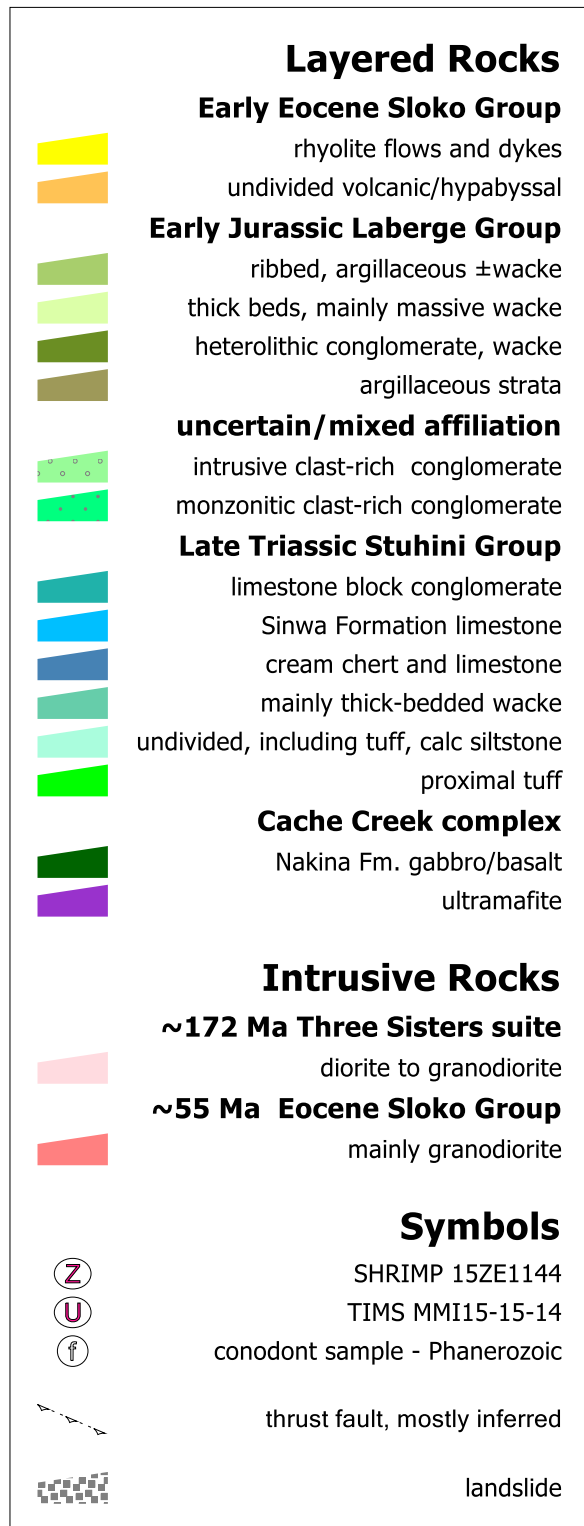 Layered Rocks
Early Eocene Sloko Group
rhyolite flows and dykes
undivided volcanic/hypabyssal
Early Jurassic Laberge Group
ribbed, argillaceous ±wacke
thick beds, mainly massive wacke
heterolithic conglomerate, wacke
argillaceous strata
uncertain/mixed affiliation
intrusive clast-rich  conglomerate
monzonitic clast-rich conglomerate
Late Triassic Stuhini Group
limestone block conglomerate
Sinwa Formation limestone
cream chert and limestone
mainly thick-bedded wacke
undivided, including tuff, calc siltstone
proximal tuff
Cache Creek complex
Nakina Fm. gabbro/basalt
ultramafite
Intrusive Rocks
~172 Ma Three Sisters suite
diorite to granodiorite
~55 Ma  Eocene Sloko Group
mainly granodiorite
Symbols
Z SHRIMP 15ZE1144
U TIMS MMI15-15-14
f conodont sample - Phanerozoic
thrust fault, mostly inferred
landslide